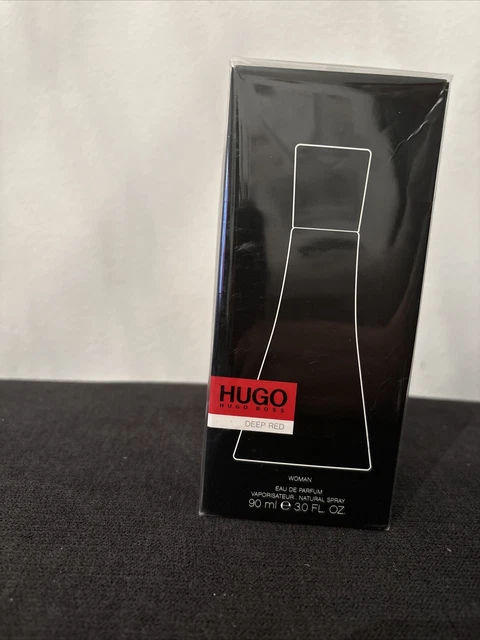 HUGO
HUGO BOSS
DEEP RED
WOMAN
EAU DE PARFUM
VAPORISATEUR . NATURAL SPRAY
90 ml ℮ 3.0 FL. OZ.